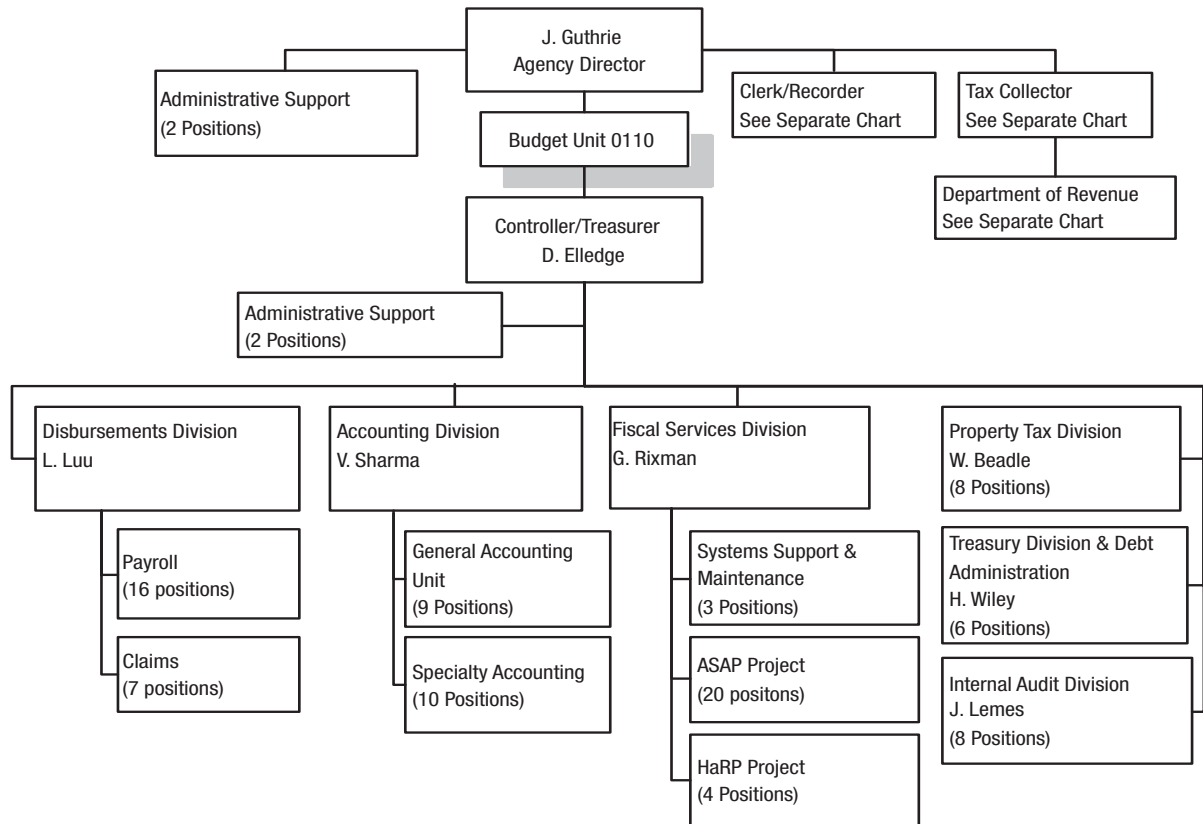 J. Guthrie
Agency Director
Administrative Support
(2 Positions)
Clerk/Recorder
See Separate Chart
Tax Collector
See Separate Chart
Budget Unit 0110
Department of Revenue
See Separate Chart
Controller/Treasurer
D. Elledge
Administrative Support
(2 Positions)
Disbursements Division
L. Luu
Accounting Division
V. Sharma
Fiscal Services Division
G. Rixman
Property Tax Division
W. Beadle
(8 Positions)
Payroll
(16 positions)
General Accounting
Unit
(9 Positions)
Systems Support &
Maintenance
(3 Positions)
Treasury Division & Debt
Administration
H. Wiley
(6 Positions)
Claims
(7 positions)
Specialty Accounting
(10 Positions)
ASAP Project
(20 positons)
Internal Audit Division
J. Lemes
(8 Positions)
HaRP Project
(4 Positions)